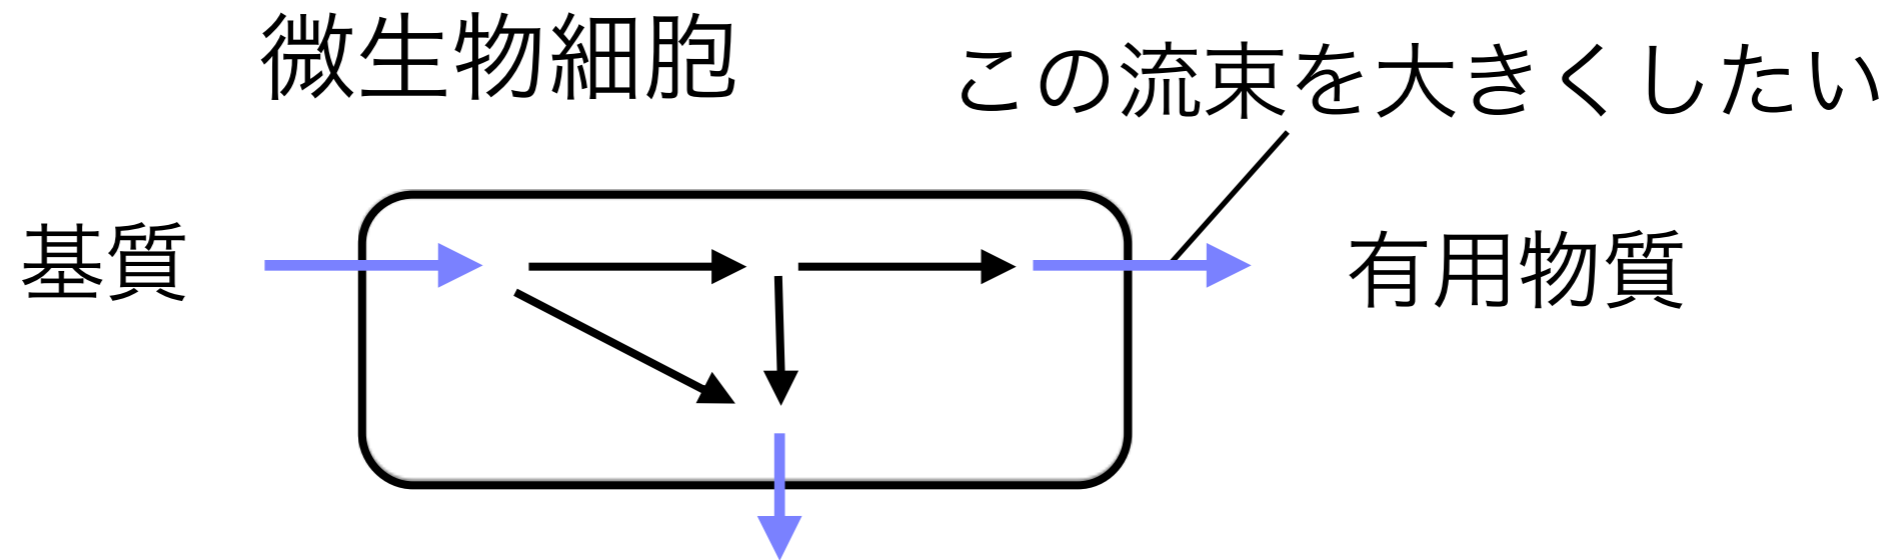 微生物細胞
この流束を大きくしたい
基質
有用物質